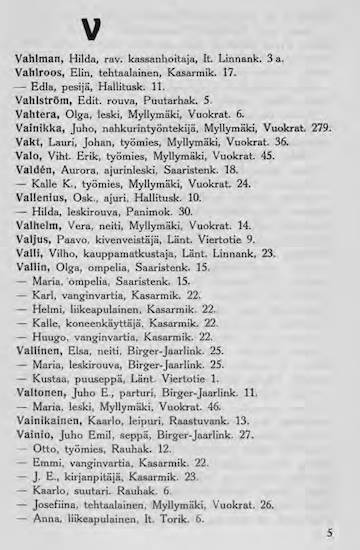 V
Vahlman, Hilda, rav. kassanhoitaja, It. Linnank. 3 a.
Vahlroos, Elin, tehtaalainen, Kasarmik. 17.
— Edla, pesijä, Hallitusk. 11.
Vahlström, Edit. rouva, Puutarhak. 5.
Vahtera, Olga, leski, Myllymäki, Vuokrat. 6.
Vainikka, Juho, nahkurintyöntekijä, Myllymäki, Vuokrat. 279.
Vakt, Lauri, Johan, työmies, Myllymäki, Vuokrat. 36.
Valo, Viht. Erik, työmies, Myllymäki, Vuokrat. 45.
Valdén, Aurora, ajurinleski, Saaristenk. 18.
— Kalle K., työmies, Myllymäki, Vuokrat. 24.
Vallenius, Osk., ajuri, Hallitusk. 10.
— Hilda, leskirouva, Panimok. 30.
Valhelm, Vera, neiti, Myllymäki, Vuokrat. 14.
Valjus, Paavo, kivenveistäjä, Länt. Viertotie 9.
Valli, Vilho, kauppamatkustaja, Länt. Linnank, 23.
Vallin, Olga, ompelia, Saaristenk. 15.
— Maria, ompelia, Saaristenk. 15.
— Karl, vanginvartia, Kasarmik. 22.
— Helmi, liikeapulainen, Kasarmik. 22.
— Kalle, koneenkäyttäjä, Kasarmik. 22.
— Huugo, vanginvartia, Kasarmik. 22.
Vallinen, Elsa, neiti, Birger-Jaarlink. 25.
— Maria, leskirouva, Birger-Jaarlink. 25.
— Kustaa, puuseppä, Länt. Viertotie 1.
Valtonen, Juho E., parturi, Birger-Jaarlink. 11.
— Maria, leski, Myllymäki, Vuokrat. 46.
Vainikainen, Kaarlo, leipuri, Raastuvank. 13.
Vainio, Juho Emil, seppä, Birger-Jaarlink. 27.
— Otto, työmies, Rauhak. 12.
— Emmi, vanginvartia, Kasarmik. 22.
— J. E., kirjanpitäjä, Kasarmik. 23.
— Kaarlo, suutari, Rauhak. 6.
— Josefiina, tehtaalainen, Myllymäki, Vuokrat. 26.
— Anna, liikeapulainen, It. Torik. 6.
5